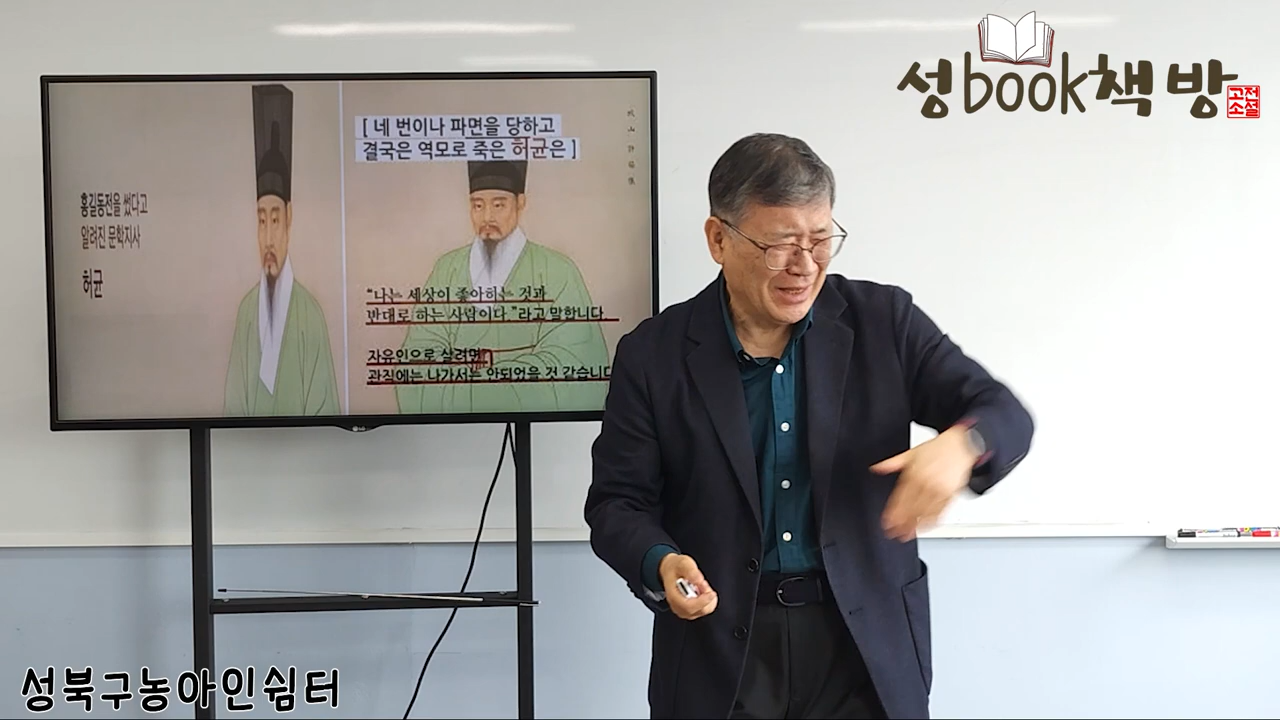 성book책방
고전
소설
홍길동전을 썼다고
알려진 문학지사
허균
[ 네 번이나 파면을 당하고
결국은 역모로 죽은 허균은 ]
"나는 세상이 좋아하는 것과
반대로 하는 사람이다."라고 말합니다.
자유인으로 살려면
관직에는 나가서는 안되었을 것 같습니다
성북구농아인쉼터